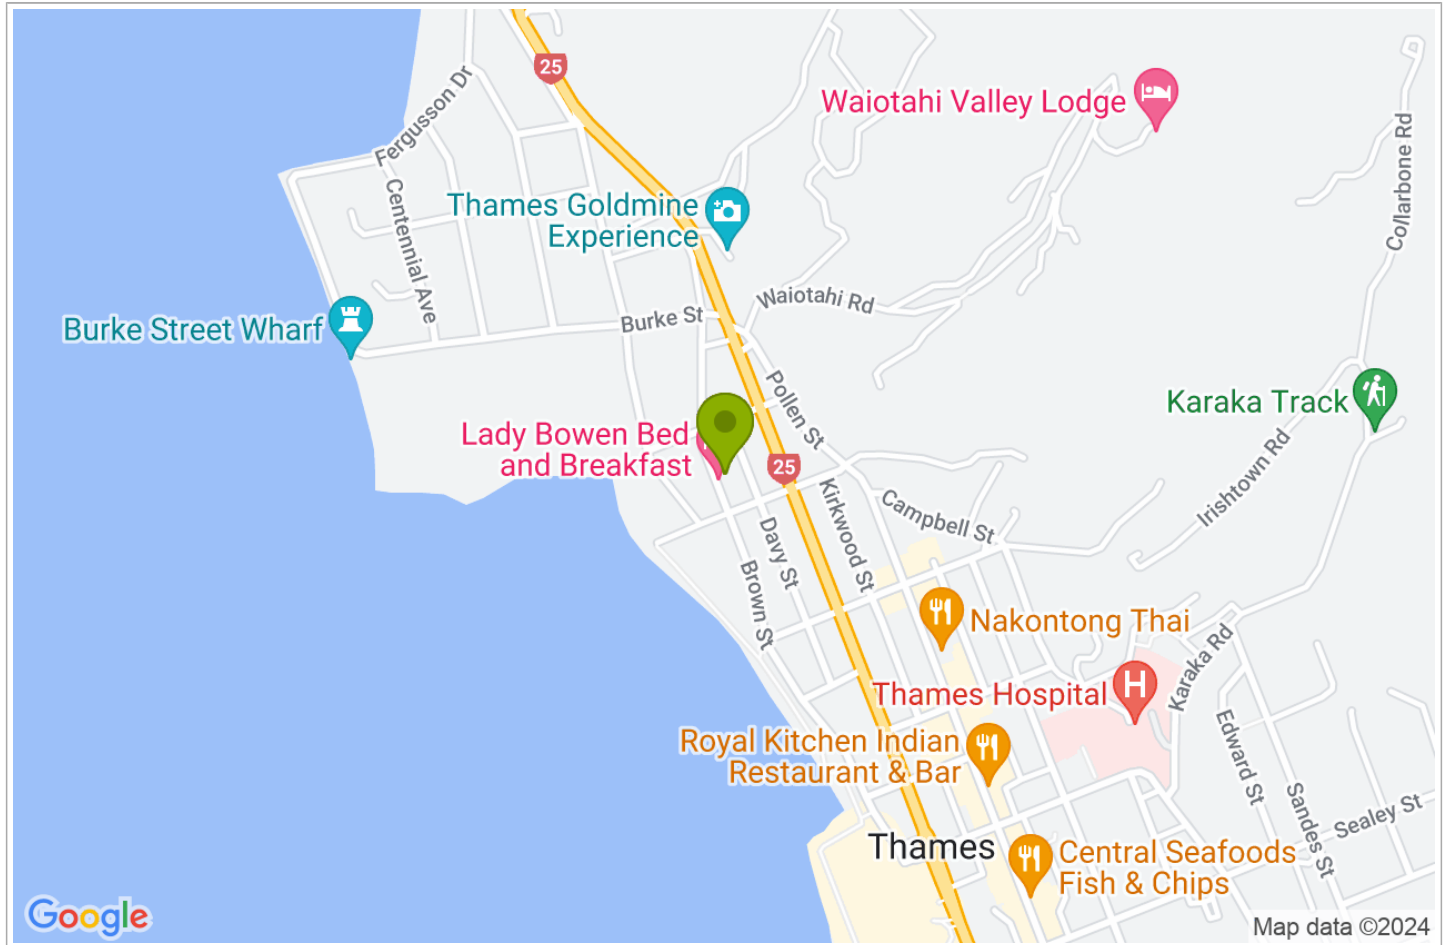 25
Waiotahi Valley Lodge
Fergusson Dr
Collarbone Rd
Centennial Ave
Thames Goldmine
Experience
Waiotahi Rd
Burke Street Wharf
Burke St
Pollen St
Karaka Track
Lady Bowen Bed
and Breakfast
25
Irishtown Rd
Kirkwood St
Campbell St
Davy St
Brown St
Nakontong Thai
Karaka Rd
Thames Hospital
Edward St
Royal Kitchen Indian
Restaurant & Bar
Sandes St
Sealey St
Thames
Central Seafoods
Fish & Chips
H
Google
Map data ©2024